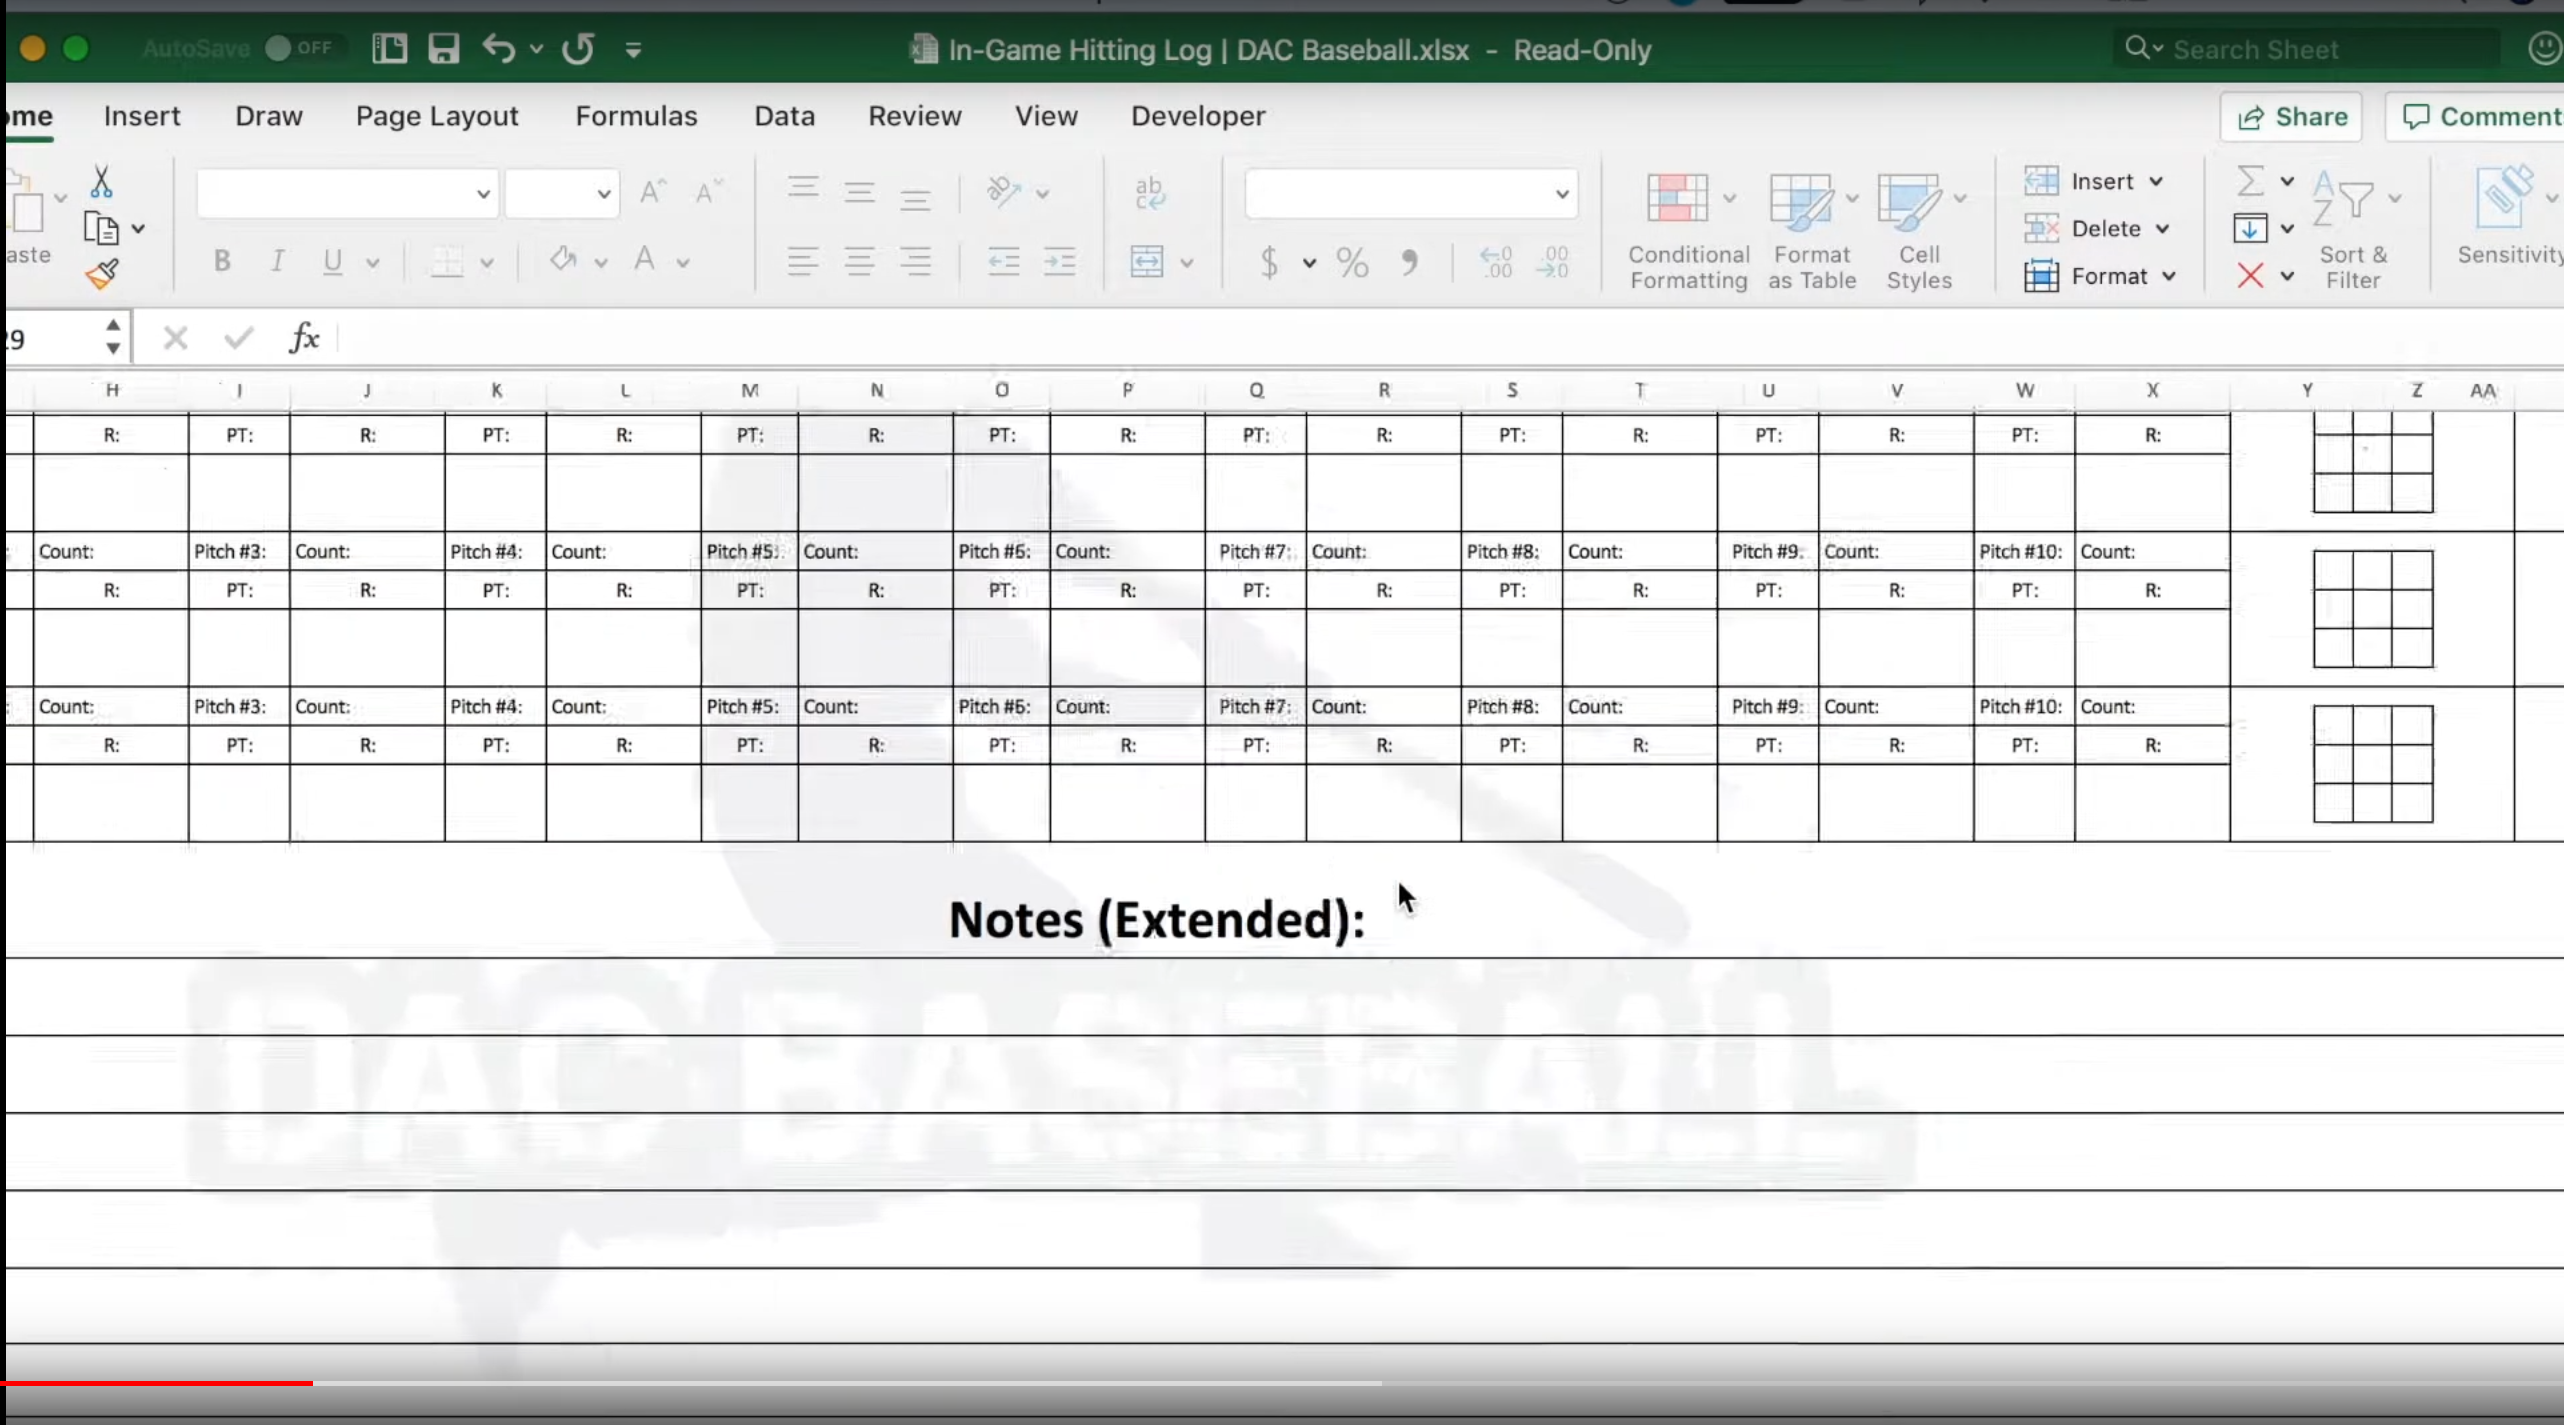 AutoSave OFF In-Game Hitting Log | DAC Baseball.xlsx - Read-Only Search Sheet
ome Insert Draw Page Layout Formulas Data Review View Developer Share Comment
aste B I U A A A ab $ % Conditional Formatting Format as Table Cell Styles Insert Delete Format Sort & Filter Sensitivity
29 fx
H I J K L M N O P Q R S T U V W X Y Z AA
R: PT: R: PT: R: PT: R: PT: R: PT: R: PT: R: PT: R: PT: R:
: Count: Pitch #3: Count: Pitch #4: Count: Pitch #5: Count: Pitch #6: Count: Pitch #7: Count: Pitch #8: Count: Pitch #9: Count: Pitch #10: Count:
R: PT: R: PT: R: PT: R: PT: R: PT: R: PT: R: PT: R: PT: R:
: Count: Pitch #3: Count: Pitch #4: Count: Pitch #5: Count: Pitch #6: Count: Pitch #7: Count: Pitch #8: Count: Pitch #9: Count: Pitch #10: Count:
R: PT: R: PT: R: PT: R: PT: R: PT: R: PT: R: PT: R: PT: R:
Notes (Extended):
DAC BASEBALL